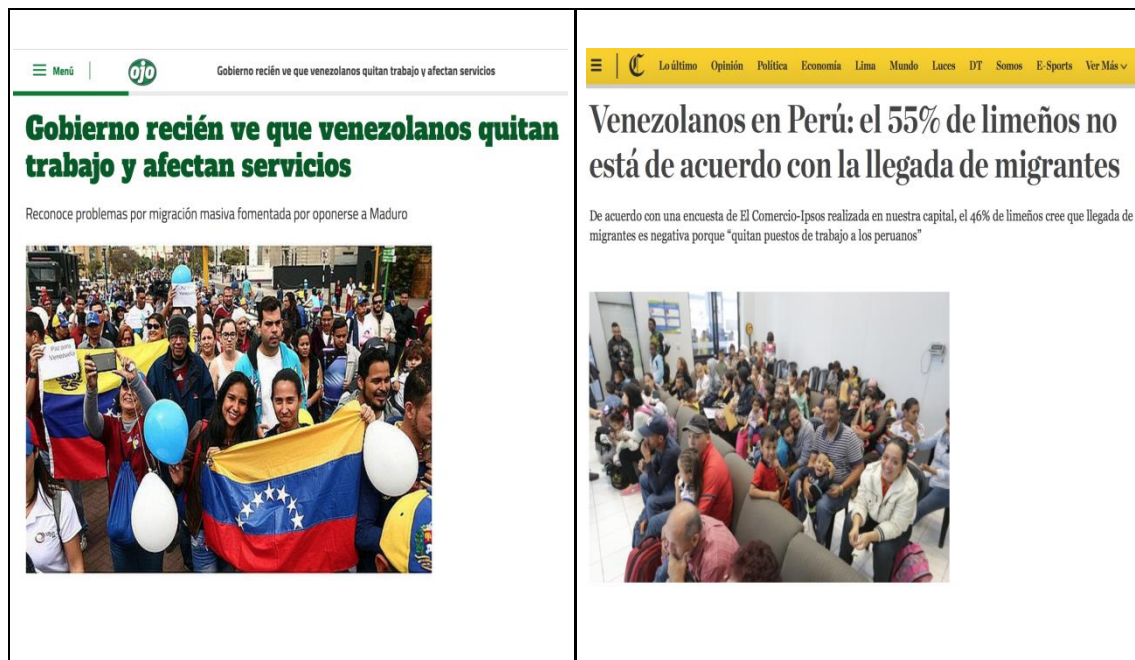 Menú
ojo
Gobierno recién ve que venezolanos quitan trabajo y afectan servicios
Gobierno recién ve que venezolanos quitan
trabajo y afectan servicios
Reconoce problemas por migración masiva fomentada por oponerse a Maduro
Paz para
Venezuela
C Lo último Opinión Política Economía Lima Mundo Luces DT Somos E-Sports Ver Más
Venezolanos en Perú: el 55% de limeños no
está de acuerdo con la llegada de migrantes
De acuerdo con una encuesta de El Comercio-Ipsos realizada en nuestra capital, el 46% de limeños cree que llegada de
migrantes es negativa porque “quitan puestos de trabajo a los peruanos”